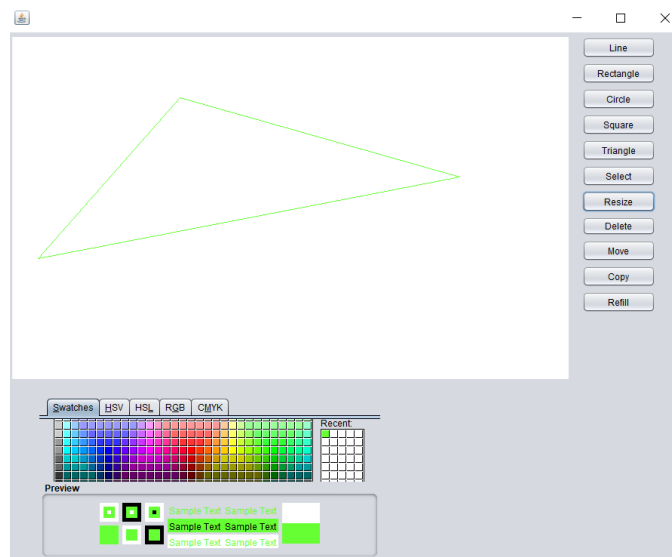 Line
Rectangle
Circle
Square
Triangle
Select
Resize
Delete
Move
Copy
Refill
Swatches HSV HSL RGB CMYK
Recent:
Preview
Sample Text Sample Text
Sample Text Sample Text
Sample Text Sample Text